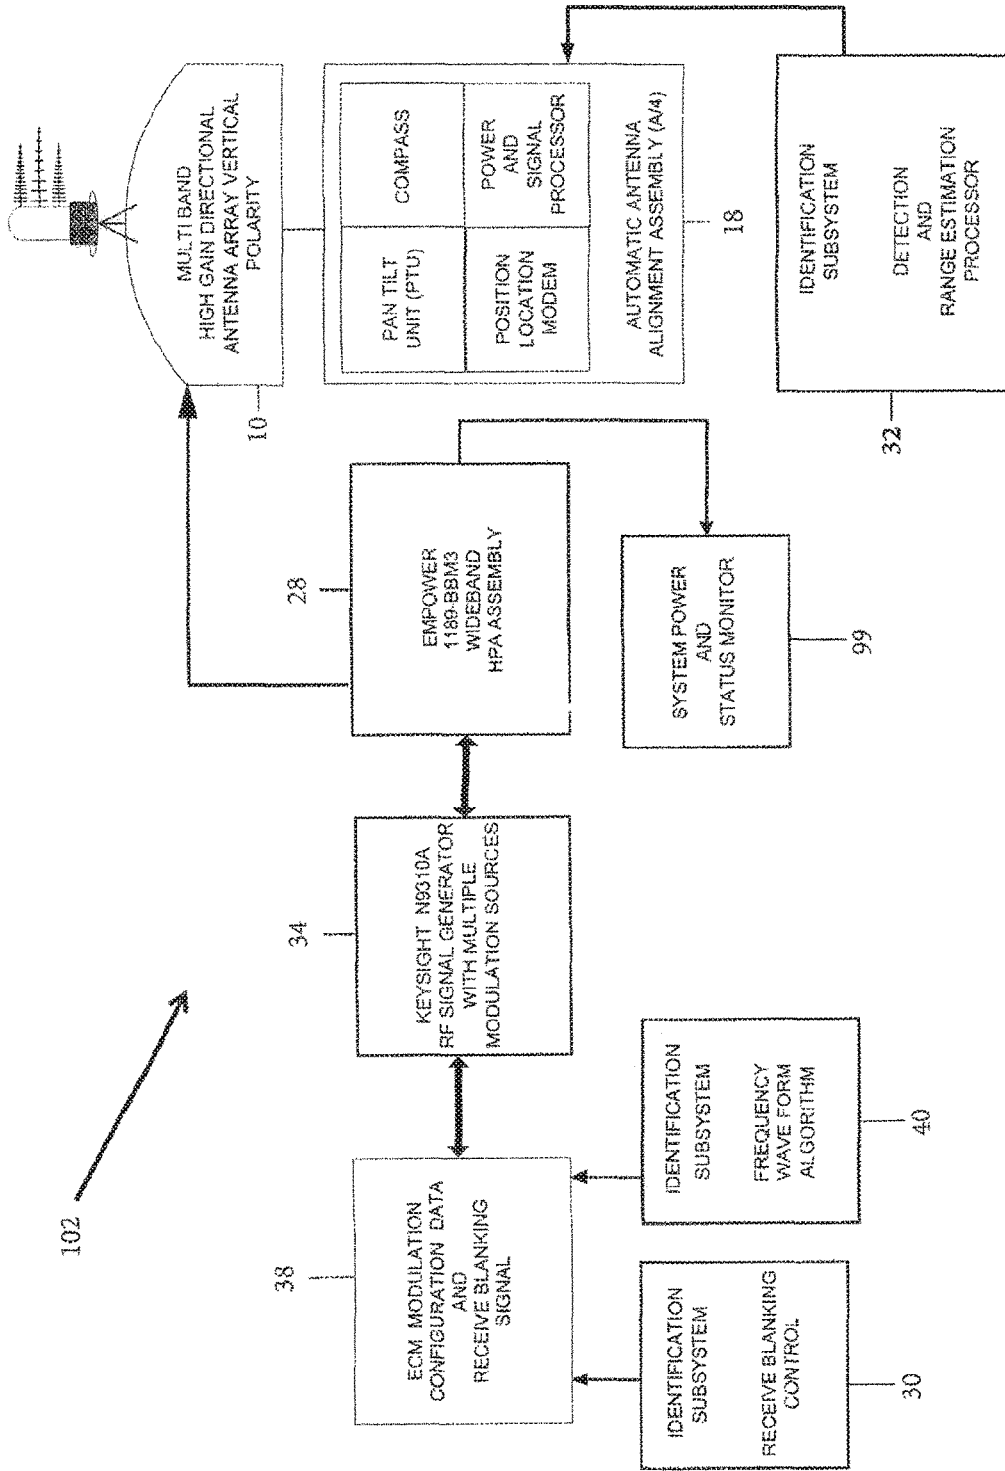 102
38
ECM MODULATION
CONFIGURATION DATA
AND
RECEIVE BLANKING
SIGNAL
34
KEYSIGHT N9310A
RF SIGNAL GENERATOR
WITH MULTIPLE
MODULATION SOURCES
28
EMPOWER
1189-BBM3
WIDEBAND
HPA ASSEMBLY
10
MULTI BAND
HIGH GAIN DIRECTIONAL
ANTENNA ARRAY VERTICAL
POLARITY
PAN TILT
UNIT (PTU)
COMPASS
POSITION
LOCATION
MODEM
POWER
AND
SIGNAL
PROCESSOR
AUTOMATIC ANTENNA
ALIGNMENT ASSEMBLY (A/4)
18
IDENTIFICATION
SUBSYSTEM
RECEIVE BLANKING
CONTROL
30
IDENTIFICATION
SUBSYSTEM
FREQUENCY
WAVE FORM
ALGORITHM
40
SYSTEM POWER
AND
STATUS MONITOR
99
IDENTIFICATION
SUBSYSTEM
DETECTION
AND
RANGE ESTIMATION
PROCESSOR
32